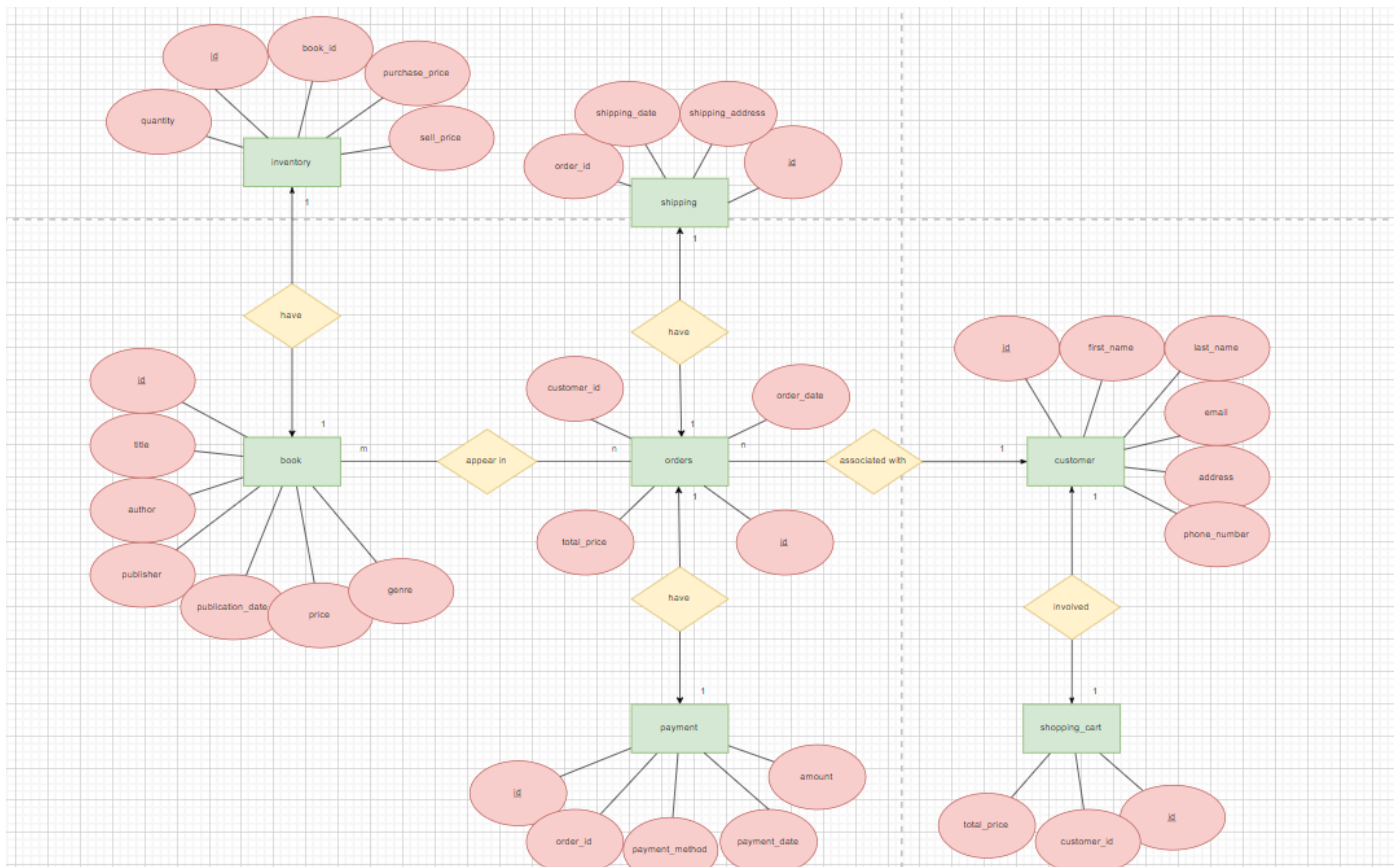 id
book_id
purchase_price
quantity
sell_price
inventory
1
shipping_date
shipping_address
order_id
id
shipping
1
have
have
id
first_name
last_name
id
customer_id
order_date
email
title
1
1
book
m
appear in
n
orders
n
associated with
1
customer
1
1
address
author
phone_number
total_price
id
publisher
publication_date
price
genre
have
involved
1
1
payment
shopping_cart
id
amount
order_id
payment_method
payment_date
total_price
customer_id
id